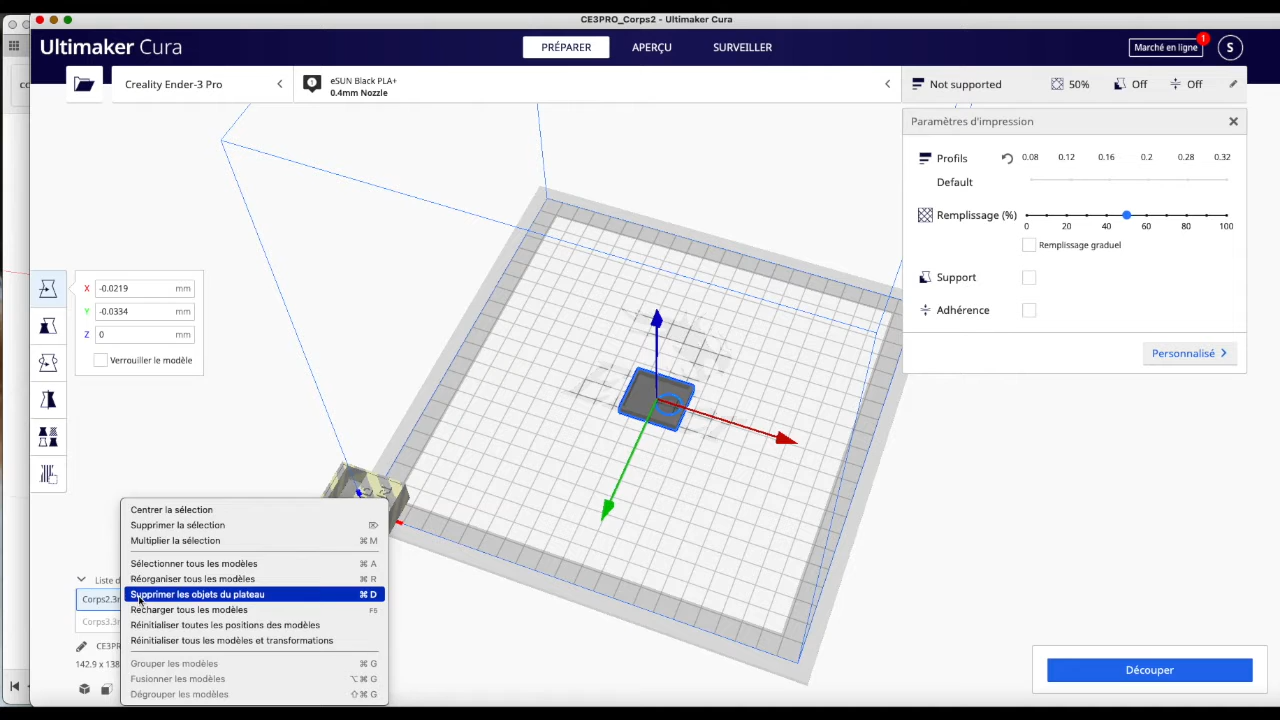 CE3PRO_Corps2 - Ultimaker Cura
Ultimaker Cura
PRÉPARER
APERÇU
SURVEILLER
Marché en ligne
1
S
Creality Ender-3 Pro
1
eSUN Black PLA+
0.4mm Nozzle
Not supported
50%
Off
Off
Paramètres d'impression
Profils
0.08 0.12 0.16 0.2 0.28 0.32
Default
Remplissage (%)
0 20 40 60 80 100
Remplissage graduel
Support
Adhérence
Personnalisé
X -0.0219 mm
Y -0.0334 mm
Z 0 mm
Verrouiller le modèle
Centrer la sélection
Supprimer la sélection ⌦
Multiplier la sélection ⌘ M
Sélectionner tous les modèles ⌘ A
Réorganiser tous les modèles ⌘ R
Supprimer les objets du plateau ⌘ D
Recharger tous les modèles F5
Réinitialiser toutes les positions des modèles
Réinitialiser tous les modèles et transformations
Grouper les modèles ⌘ G
Fusionner les modèles ⌥⌘ G
Dégrouper les modèles ⇧⌘ G
Liste d
Corps2.3m
Corps3.3m
CE3PR
142.9 x 138
Découper